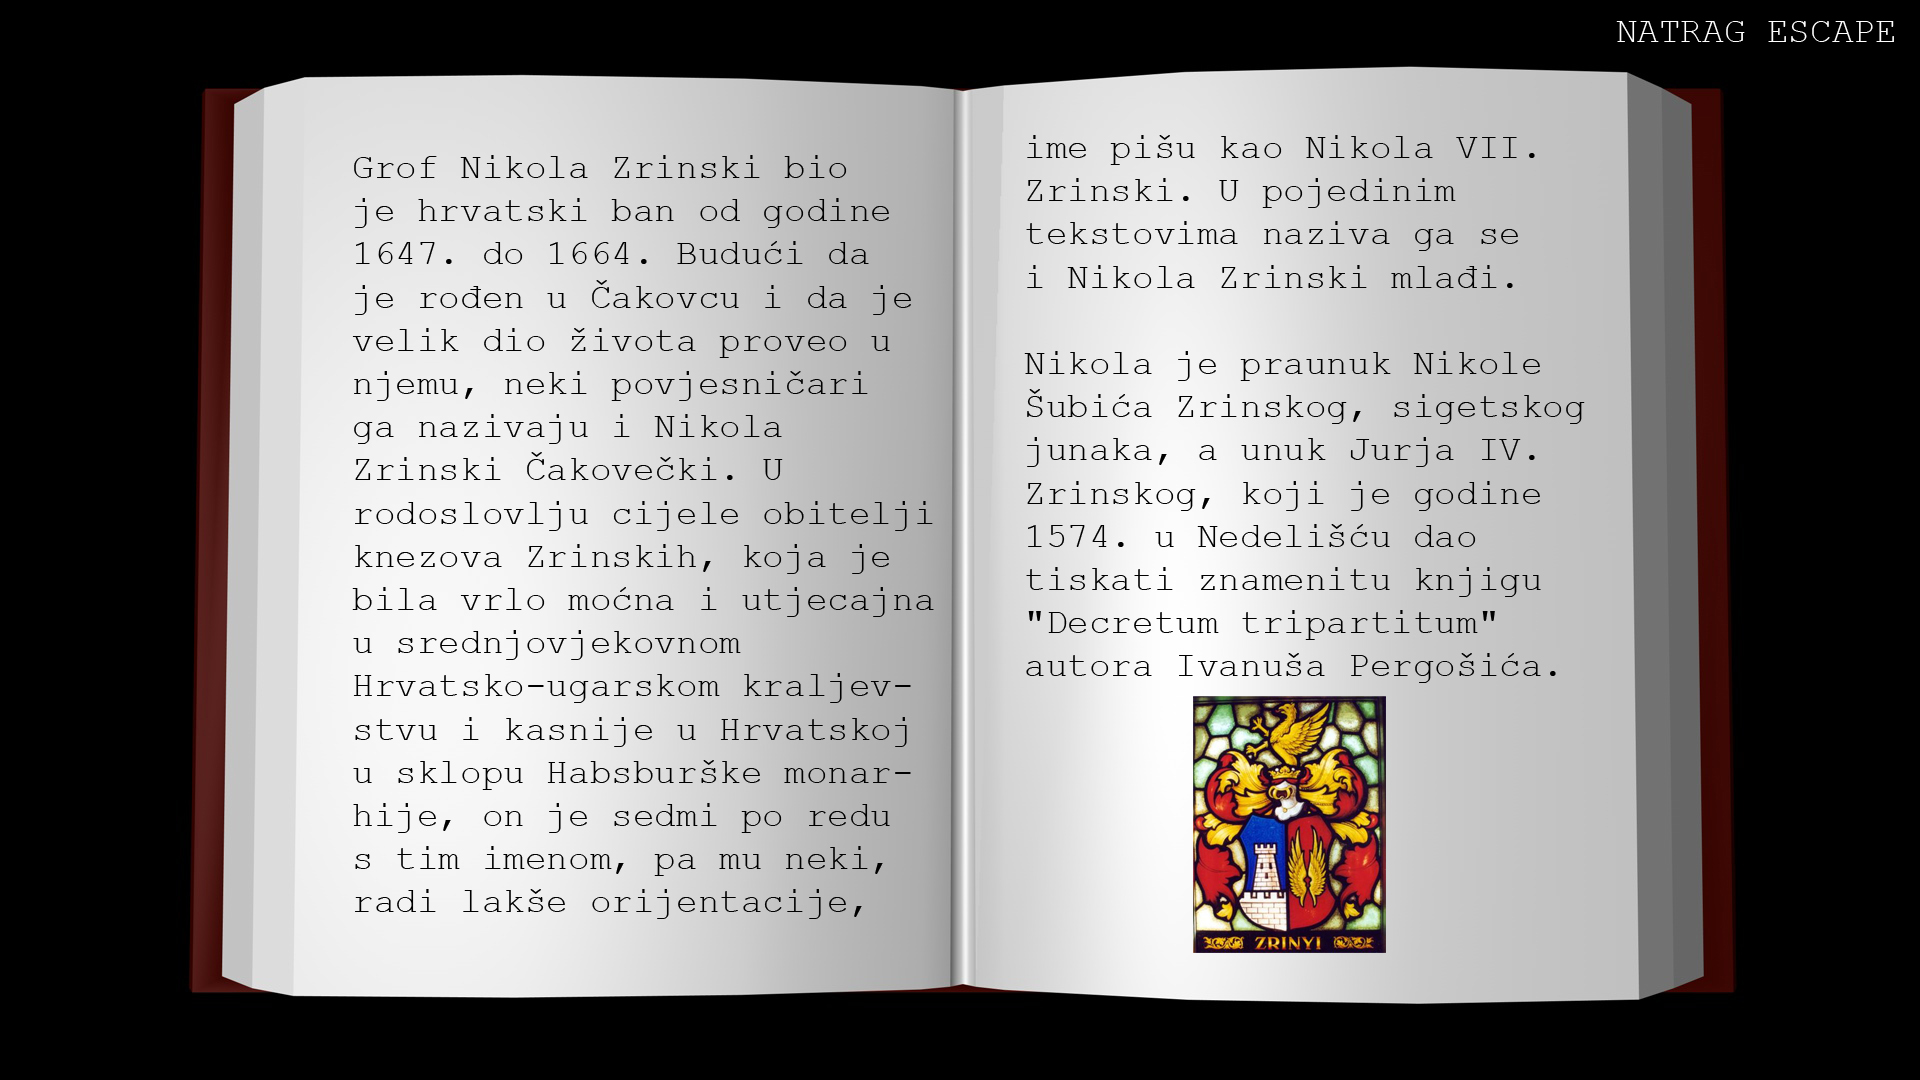 NATRAG ESCAPE
Grof Nikola Zrinski bio
je hrvatski ban od godine
1647. do 1664. Budući da
je rođen u Čakovcu i da je
velik dio života proveo u
njemu, neki povjesničari
ga nazivaju i Nikola
Zrinski Čakovečki. U
rodoslovlju cijele obitelji
knezova Zrinskih, koja je
bila vrlo moćna i utjecajna
u srednjovjekovnom
Hrvatsko-ugarskom kraljev-
stvu i kasnije u Hrvatskoj
u sklopu Habsburške monar-
hije, on je sedmi po redu
s tim imenom, pa mu neki,
radi lakše orijentacije,
ime pišu kao Nikola VII.
Zrinski. U pojedinim
tekstovima naziva ga se
i Nikola Zrinski mlađi.
Nikola je praunuk Nikole
Šubića Zrinskog, sigetskog
junaka, a unuk Jurja IV.
Zrinskog, koji je godine
1574. u Nedelišću dao
tiskati znamenitu knjigu
"Decretum tripartitum"
autora Ivanuša Pergošića.
ZRINYI